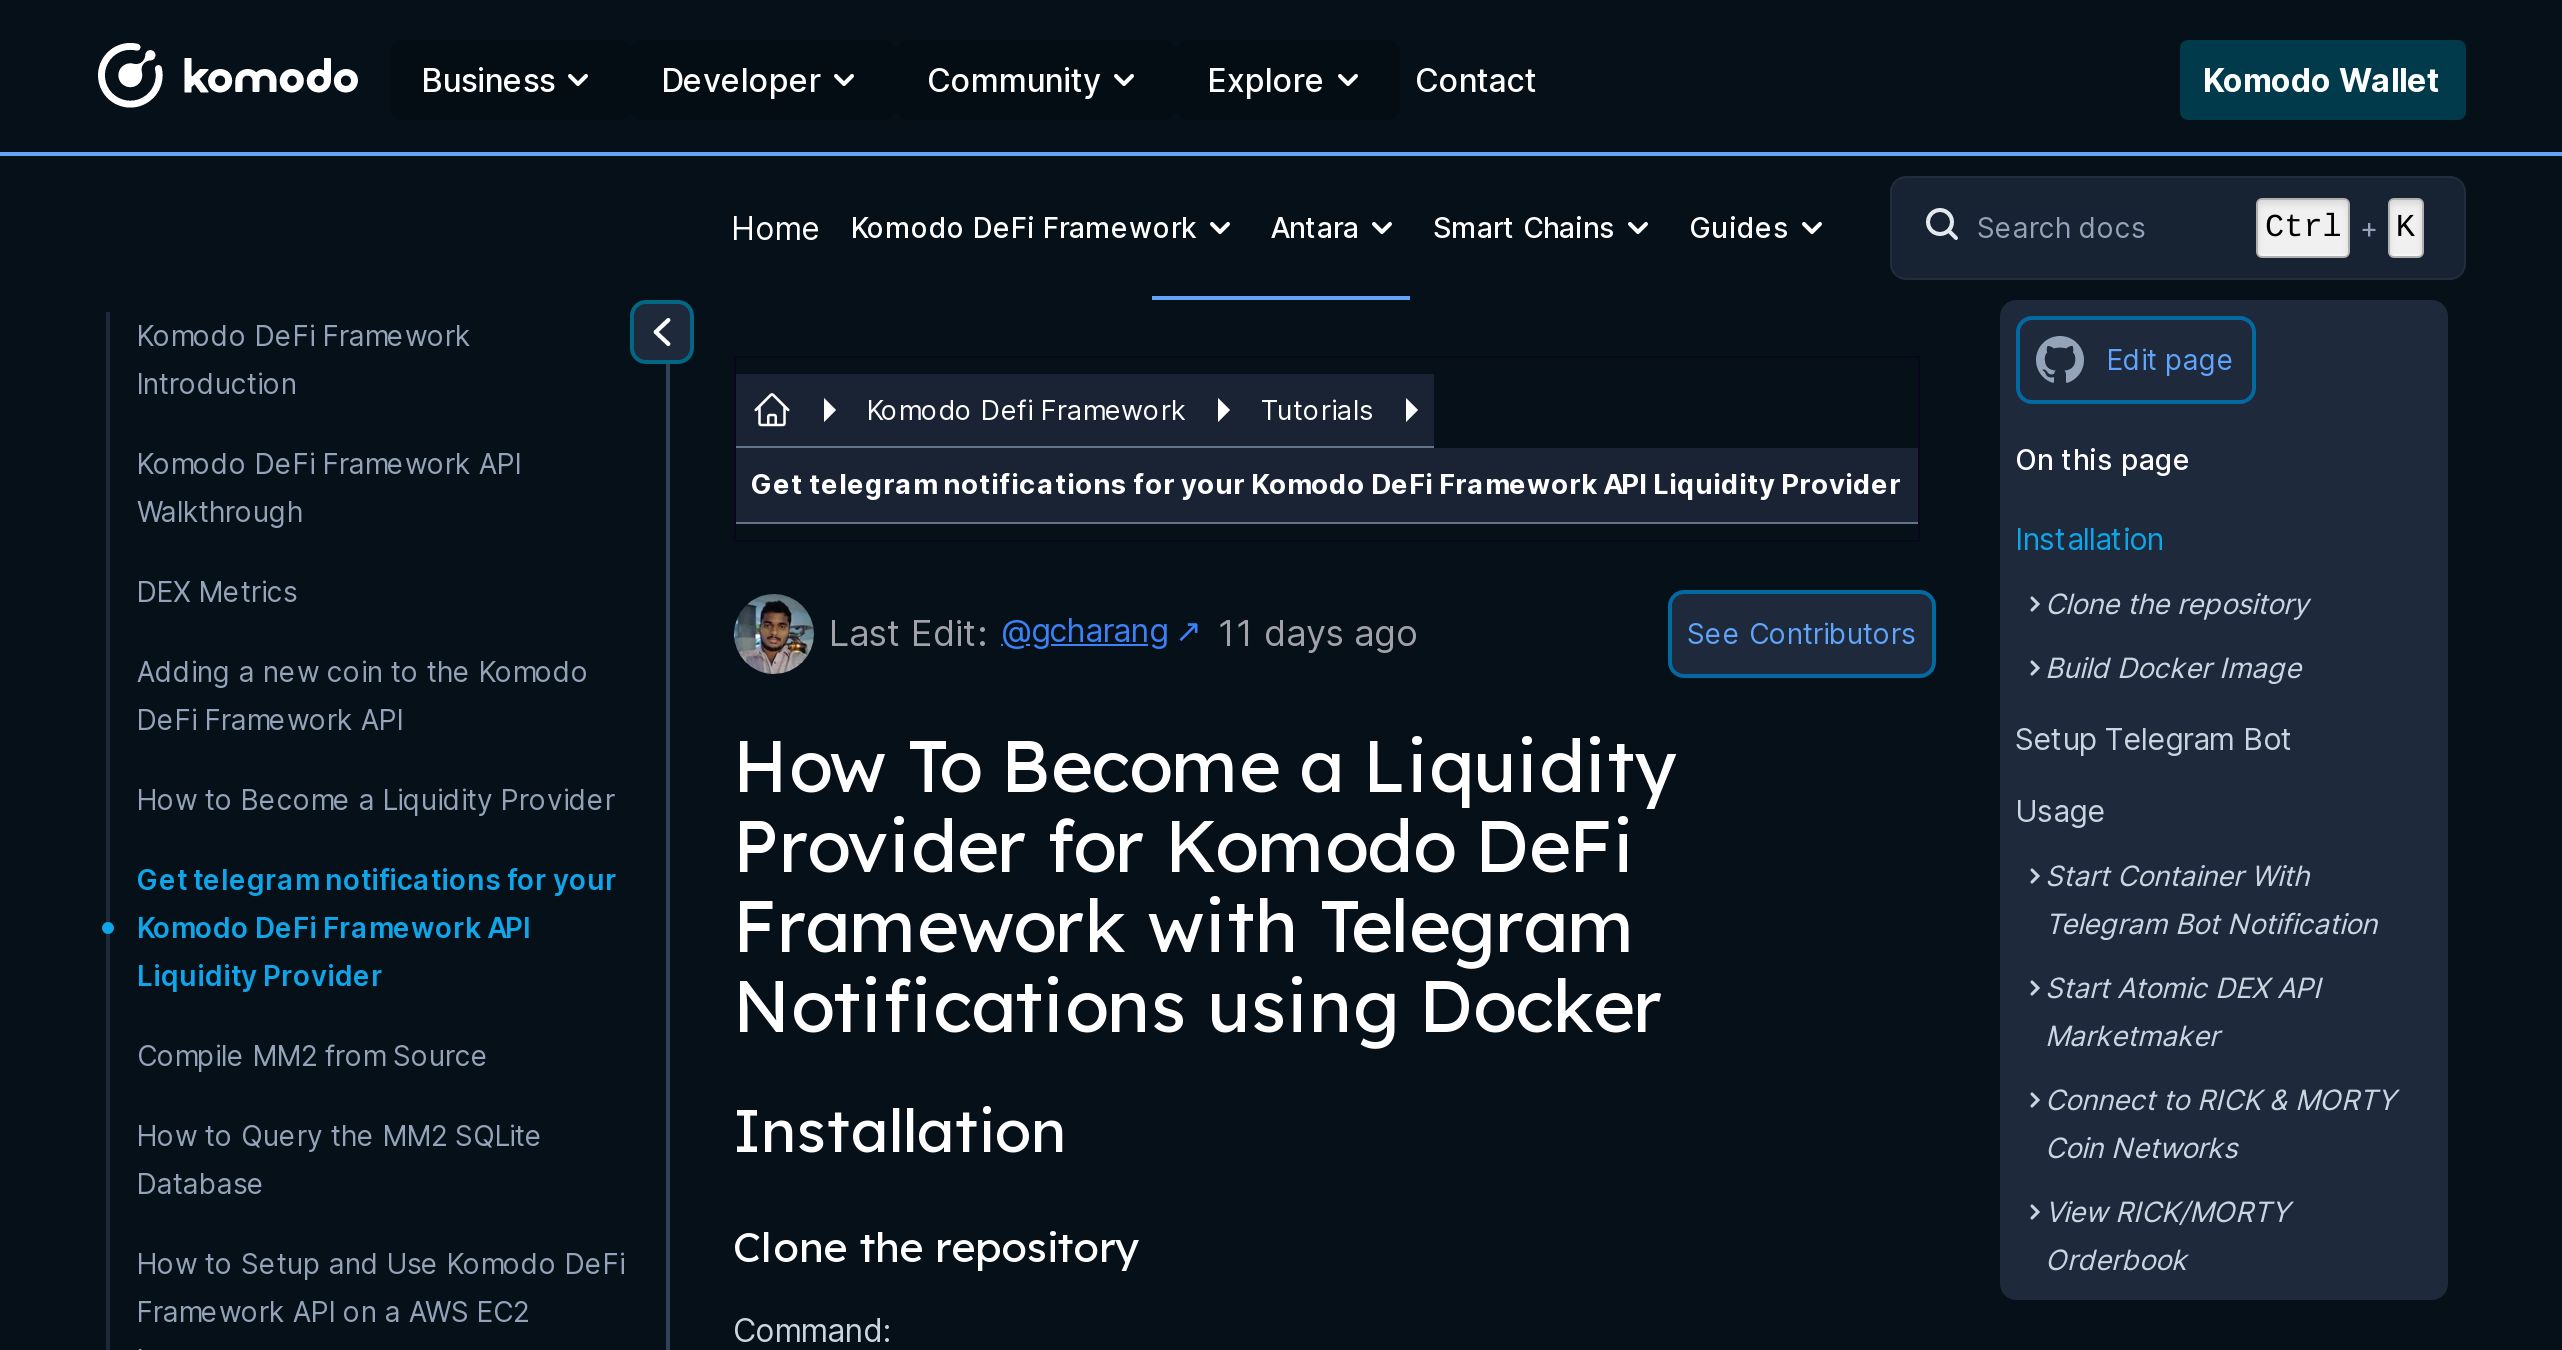 komodo
Business
Developer
Community
Explore
Contact
Komodo Wallet
Home
Komodo DeFi Framework
Antara
Smart Chains
Guides
Search docs
Ctrl + K
Komodo DeFi Framework
Introduction
Komodo DeFi Framework API
Walkthrough
DEX Metrics
Adding a new coin to the Komodo
DeFi Framework API
How to Become a Liquidity Provider
Get telegram notifications for your
Komodo DeFi Framework API
Liquidity Provider
Compile MM2 from Source
How to Query the MM2 SQLite
Database
How to Setup and Use Komodo DeFi
Framework API on a AWS EC2
Komodo Defi Framework
Tutorials
Get telegram notifications for your Komodo DeFi Framework API Liquidity Provider
Last Edit: @gcharang ↗ 11 days ago
See Contributors
How To Become a Liquidity
Provider for Komodo DeFi
Framework with Telegram
Notifications using Docker
Installation
Clone the repository
Command:
Edit page
On this page
Installation
Clone the repository
Build Docker Image
Setup Telegram Bot
Usage
Start Container With
Telegram Bot Notification
Start Atomic DEX API
Marketmaker
Connect to RICK & MORTY
Coin Networks
View RICK/MORTY
Orderbook